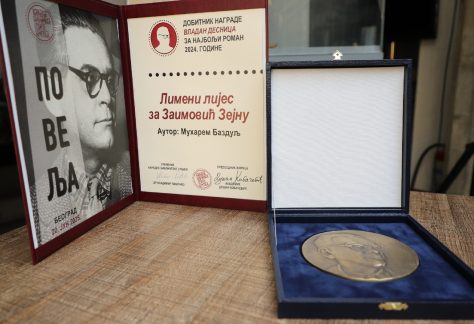 ПО
ВЕ
ЉА
БЕОГРАД
ДОБИТНИК НАГРАДЕ
ВЛАДАН ДЕСНИЦА
ЗА НАЈБОЉИ РОМАН
2024. ГОДИНЕ
Лимени лијес
за Заимовић Зејну
Аутор: Мухарем Баздуљ